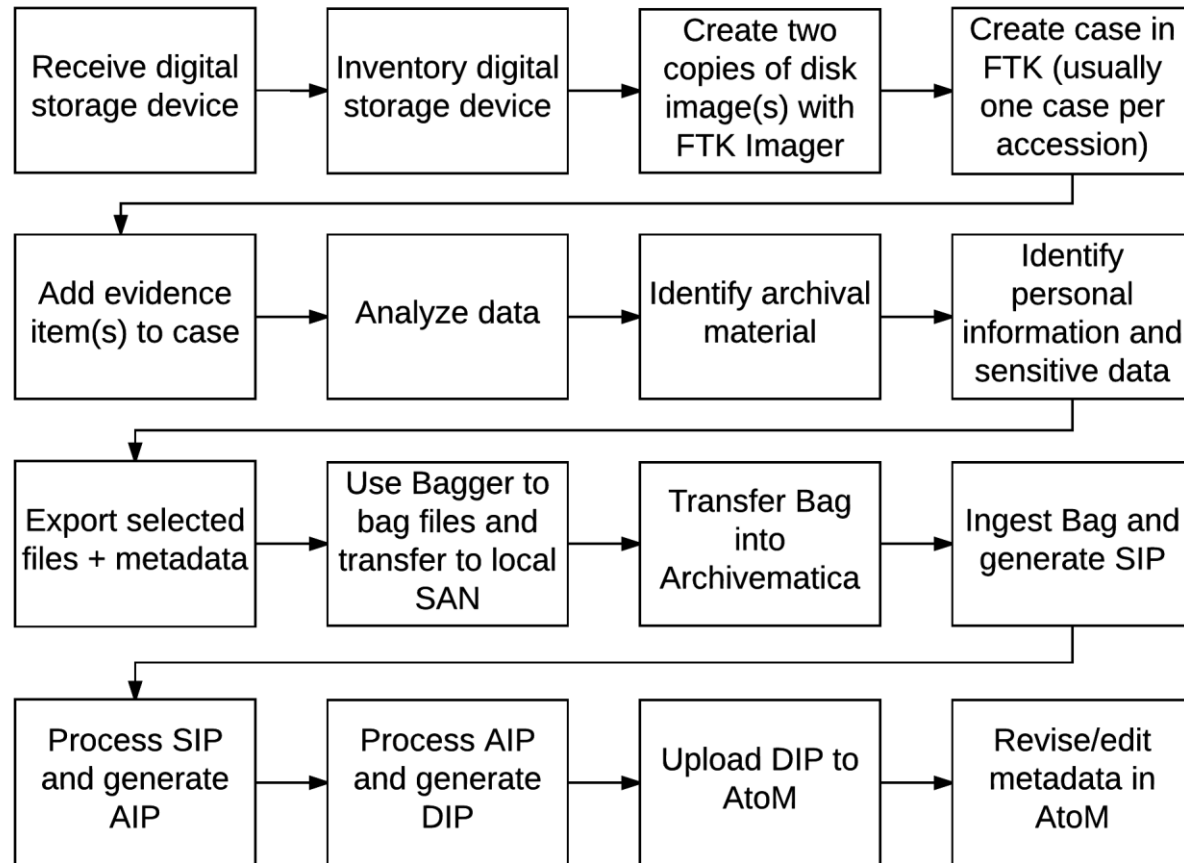 Receive digital
storage device
Inventory digital
storage device
Create two
copies of disk
image(s) with
FTK Imager
Create case in
FTK (usually
one case per
accession)
Add evidence
item(s) to case
Analyze data
Identify archival
material
Identify
personal
information and
sensitive data
Export selected
files + metadata
Use Bagger to
bag files and
transfer to local
SAN
Transfer Bag
into
Archivematica
Ingest Bag and
generate SIP
Process SIP
and generate
AIP
Process AIP
and generate
DIP
Upload DIP to
AtoM
Revise/edit
metadata in
AtoM